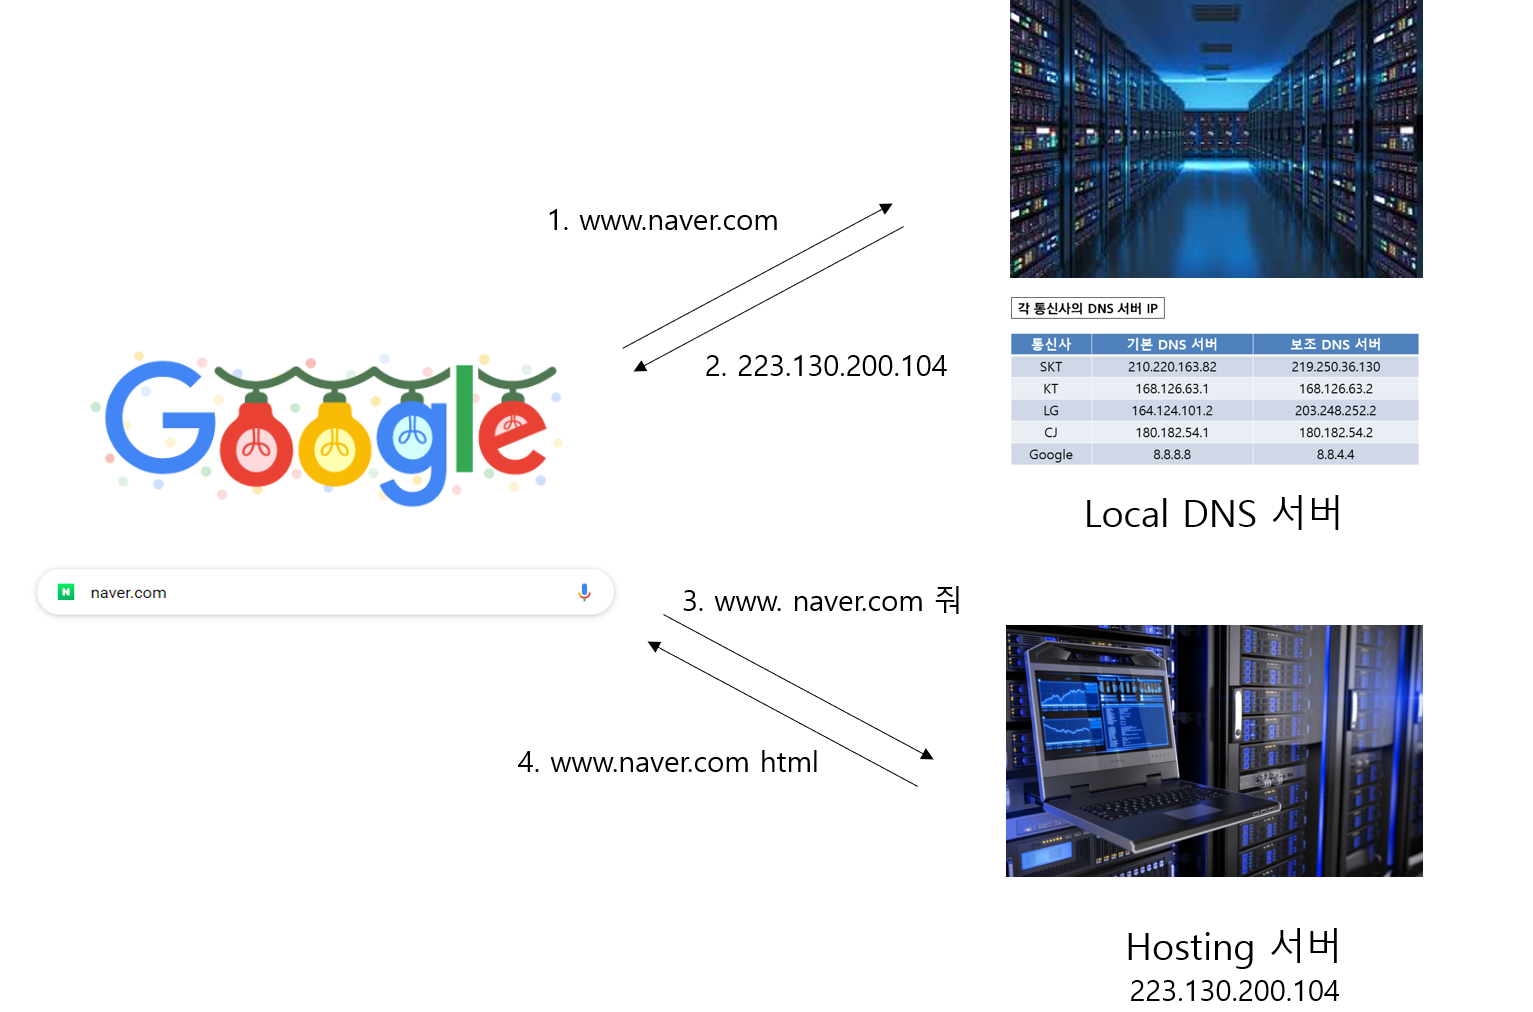 1. www.naver.com
2. 223.130.200.104
Google
naver.com
각 통신사의 DNS 서버 IP
통신사 기본 DNS 서버 보조 DNS 서버
SKT 210.220.163.82 219.250.36.130
KT 168.126.63.1 168.126.63.2
LG 164.124.101.2 203.248.252.2
CJ 180.182.54.1 180.182.54.2
Google 8.8.8.8 8.8.4.4
Local DNS 서버
3. www. naver.com 줘
4. www.naver.com html
Hosting 서버
223.130.200.104